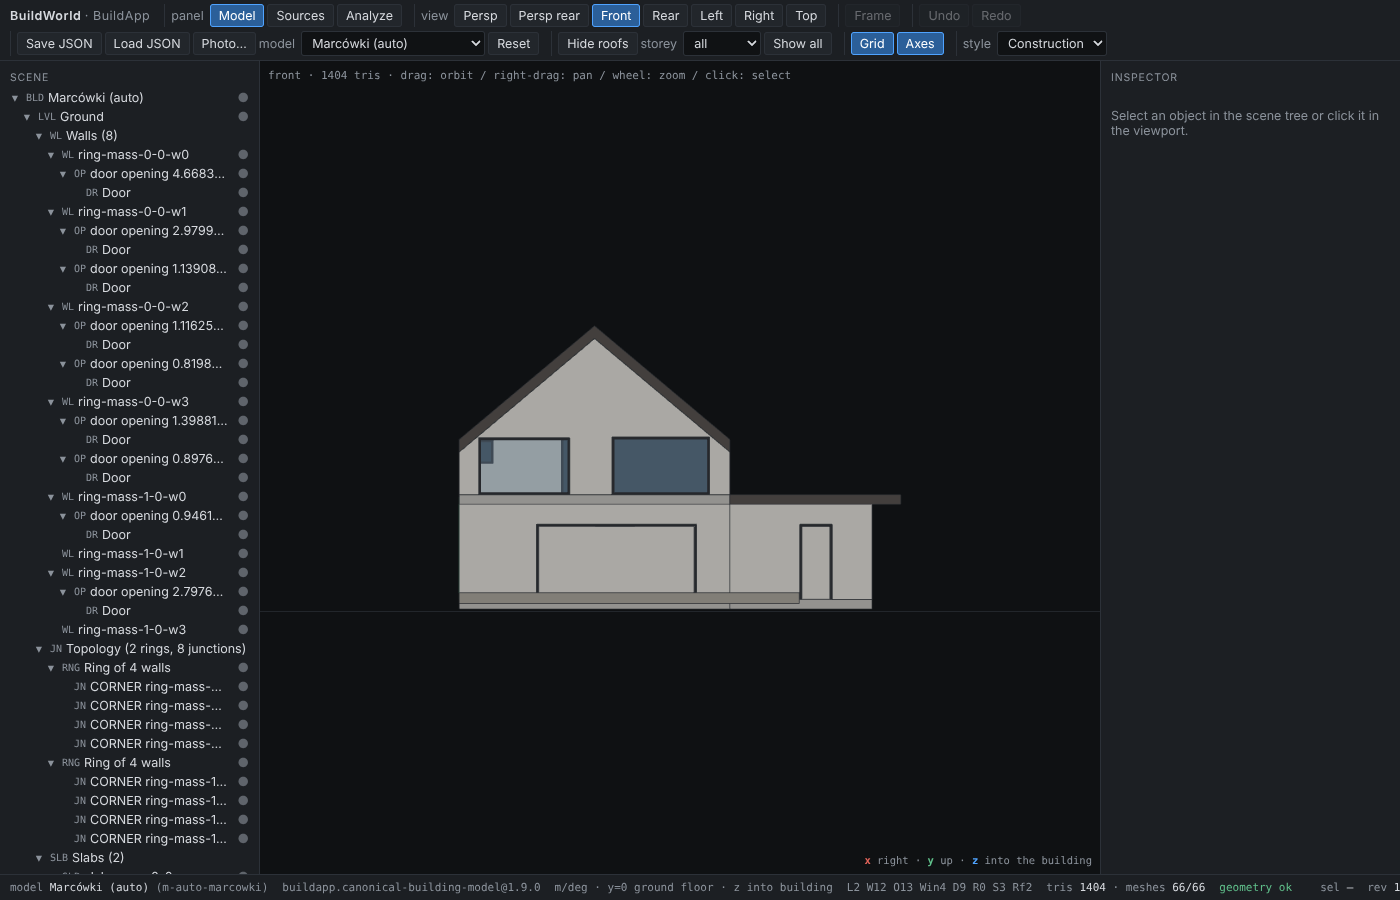 BuildWorld · BuildApp panel Model Sources Analyze view Persp Persp rear Front Rear Left Right Top Frame Undo Redo
Save JSON Load JSON Photo... model Marcówki (auto) Reset Hide roofs storey all Show all Grid Axes style Construction
SCENE
▼ BLD Marcówki (auto)
▼ LVL Ground
▼ WL Walls (8)
▼ WL ring-mass-0-0-w0
▼ OP door opening 4.6683...
DR Door
▼ WL ring-mass-0-0-w1
▼ OP door opening 2.9799...
DR Door
▼ OP door opening 1.13908...
DR Door
▼ WL ring-mass-0-0-w2
▼ OP door opening 1.11625...
DR Door
▼ OP door opening 0.8198...
DR Door
▼ WL ring-mass-0-0-w3
▼ OP door opening 1.39881...
DR Door
▼ OP door opening 0.8976...
DR Door
▼ WL ring-mass-1-0-w0
▼ OP door opening 0.9461...
DR Door
WL ring-mass-1-0-w1
▼ WL ring-mass-1-0-w2
▼ OP door opening 2.7976...
DR Door
WL ring-mass-1-0-w3
▼ JN Topology (2 rings, 8 junctions)
▼ RNG Ring of 4 walls
JN CORNER ring-mass-...
JN CORNER ring-mass-...
JN CORNER ring-mass-...
JN CORNER ring-mass-...
▼ RNG Ring of 4 walls
JN CORNER ring-mass-1...
JN CORNER ring-mass-1...
JN CORNER ring-mass-1...
JN CORNER ring-mass-1...
▼ SLB Slabs (2)
front · 1404 tris · drag: orbit / right-drag: pan / wheel: zoom / click: select
x right · y up · z into the building
INSPECTOR
Select an object in the scene tree or click it in
the viewport.
model Marcówki (auto) (m-auto-marcowki) buildapp.canonical-building-model@1.9.0 m/deg · y=0 ground floor · z into building L2 W12 O13 Win4 D9 R0 S3 Rf2 tris 1404 · meshes 66/66 geometry ok sel — rev 1